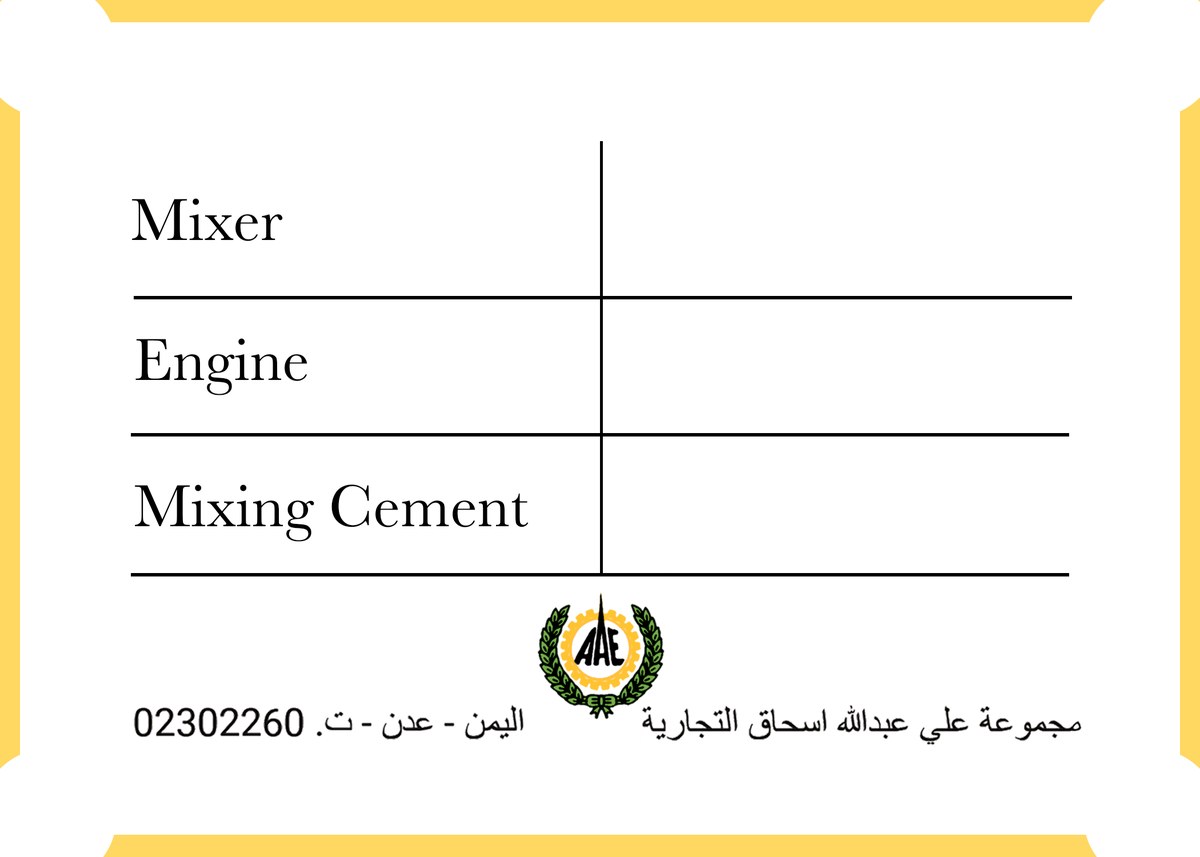 Mixer
Engine
Mixing Cement
AAE
مجموعة علي عبدالله اسحاق التجارية
اليمن - عدن - ت. 02302260